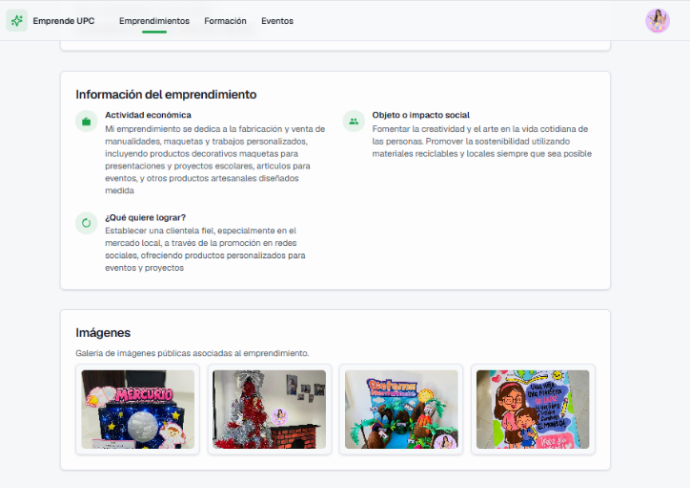 Emprende UPC
Emprendimientos
Formación
Eventos
Información del emprendimiento
Actividad económica
Mi emprendimiento se dedica a la fabricación y venta de
manualidades, maquetas y trabajos personalizados,
incluyendo productos decorativos maquetas para
presentaciones y proyectos escolares, artículos para
eventos, y otros productos artesanales diseñados
medida
Objeto o impacto social
Fomentar la creatividad y el arte en la vida cotidiana de
las personas. Promover la sostenibilidad utilizando
materiales reciclables y locales siempre que sea posible
¿Qué quiere lograr?
Establecer una clientela fiel, especialmente en el
mercado local, a través de la promoción en redes
sociales, ofreciendo productos personalizados para
eventos y proyectos
Imágenes
Galeria de imágenes públicas asociadas al emprendimiento.
MERCURIO